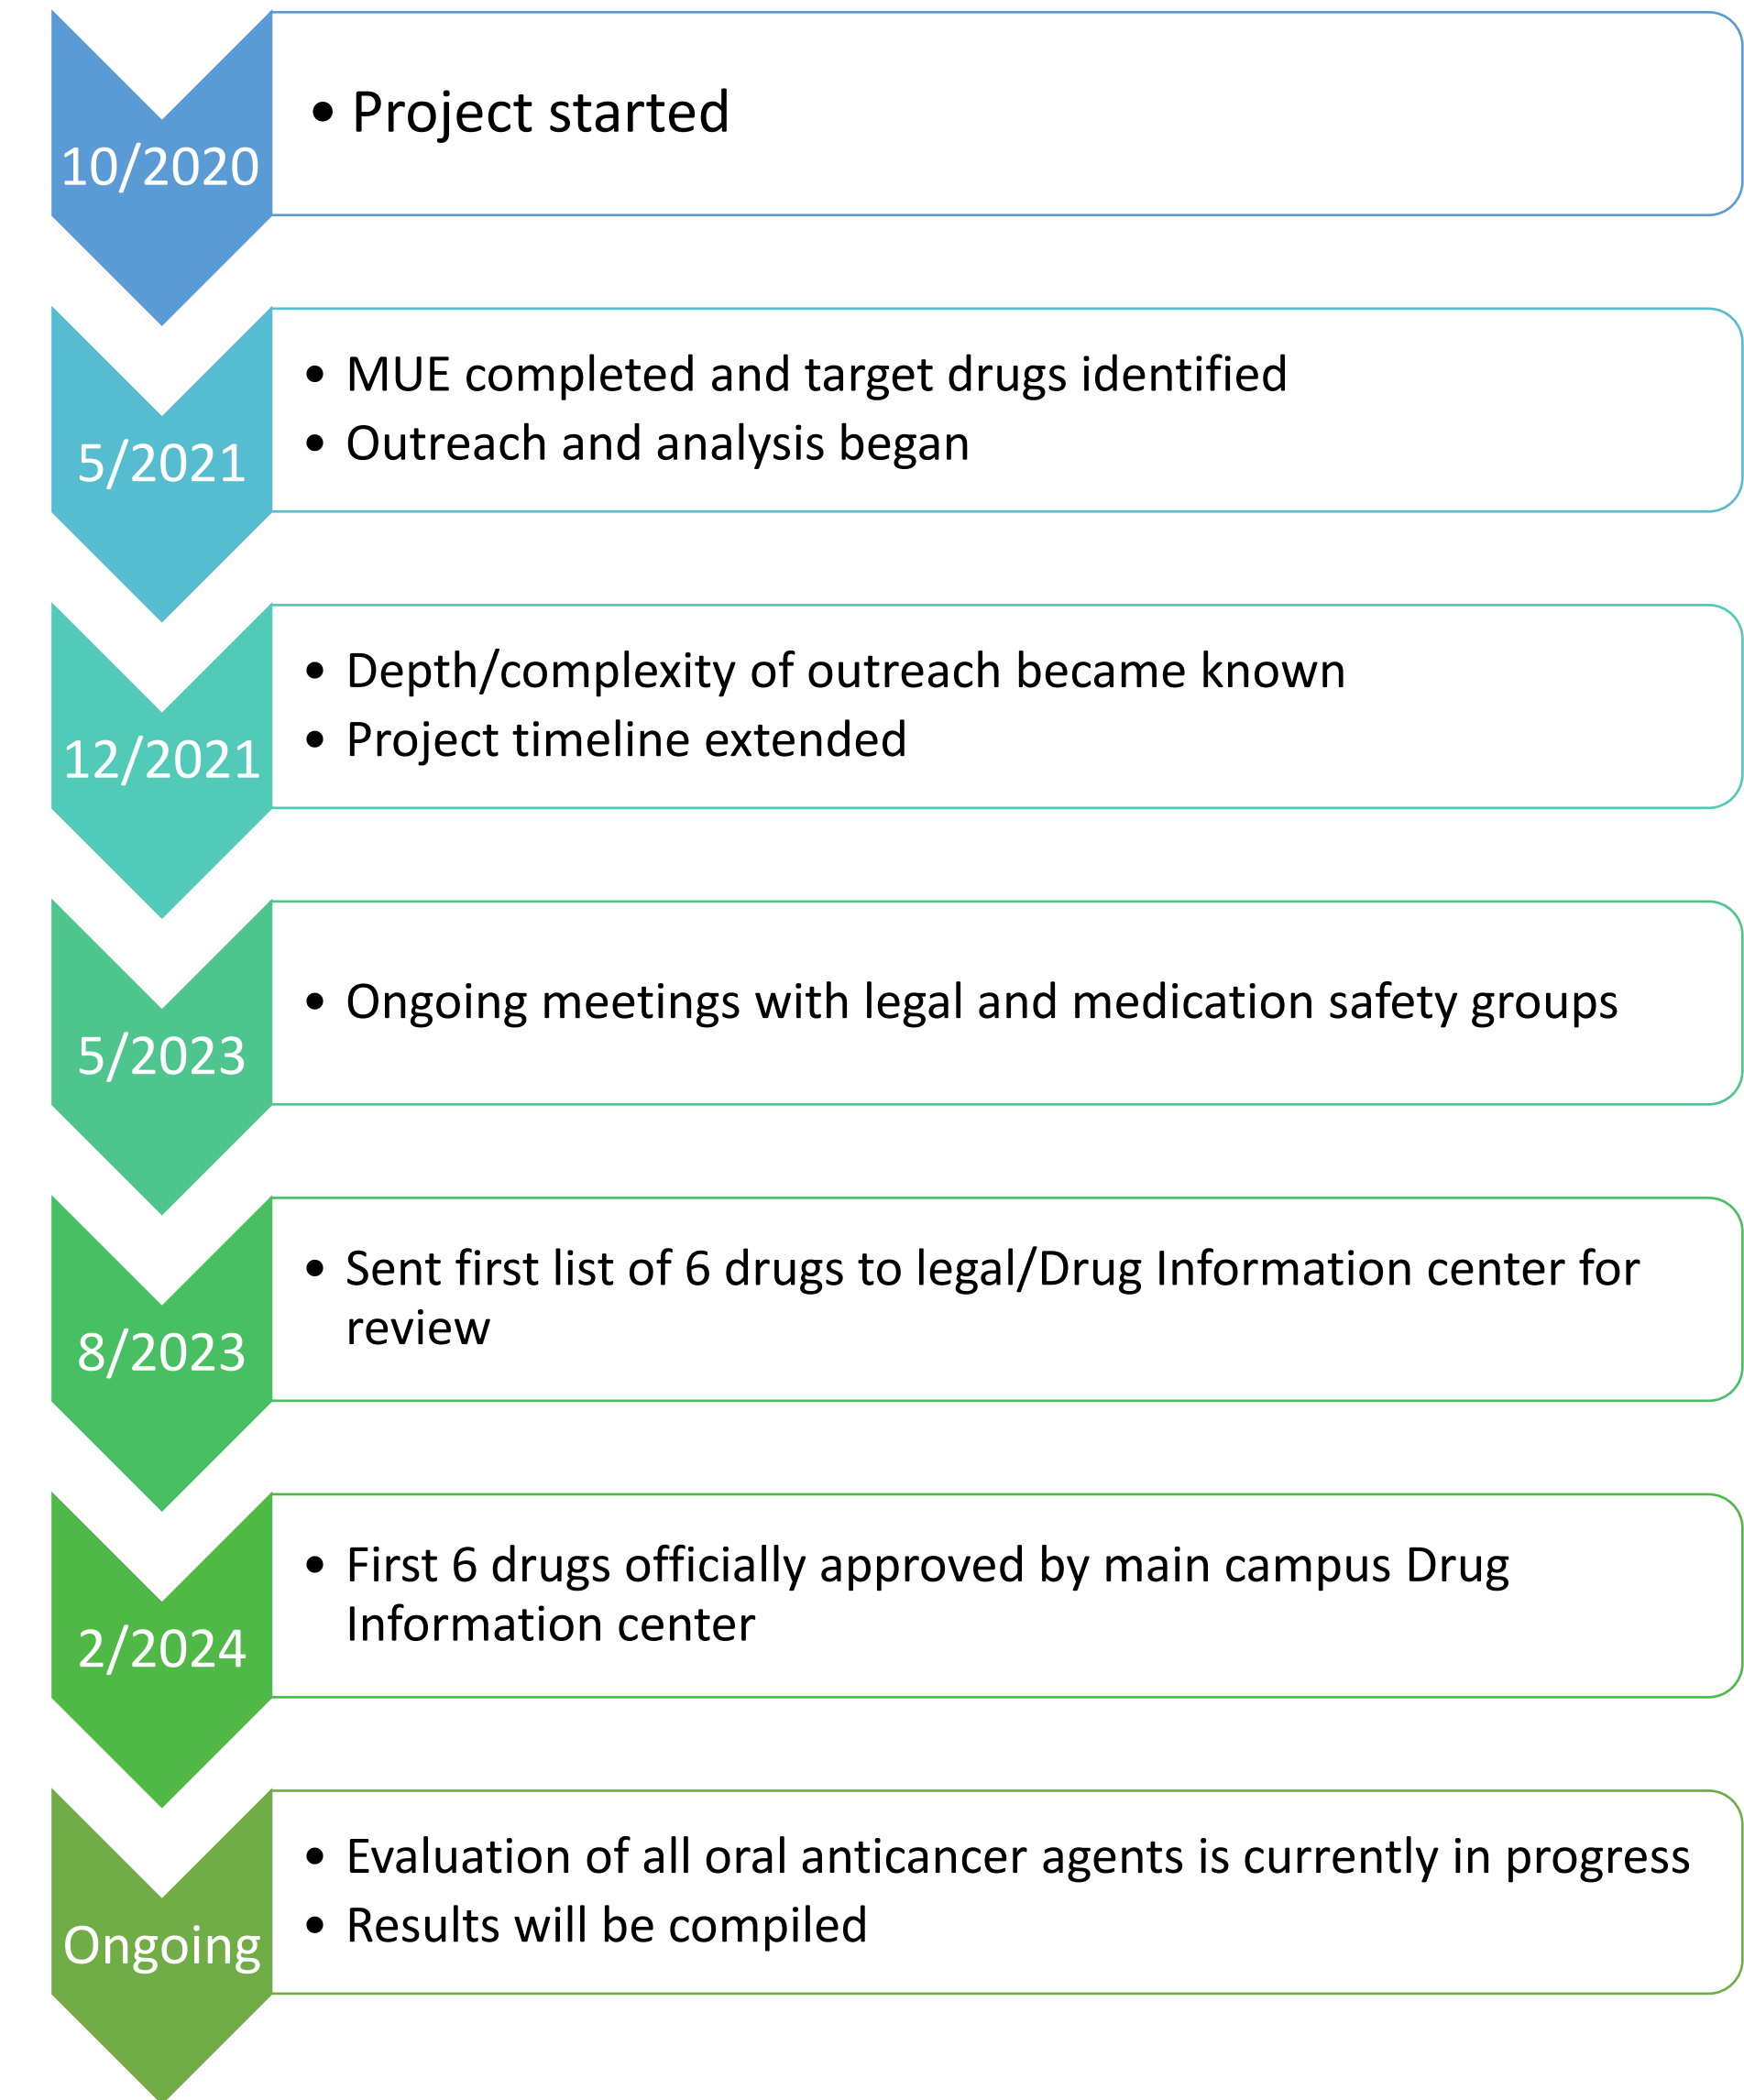 10/2020
• Project started
5/2021
• MUE completed and target drugs identified
• Outreach and analysis began
12/2021
• Depth/complexity of outreach became known
• Project timeline extended
5/2023
• Ongoing meetings with legal and medication safety groups
8/2023
• Sent first list of 6 drugs to legal/Drug Information center for
review
2/2024
• First 6 drugs officially approved by main campus Drug
Information center
Ongoing
• Evaluation of all oral anticancer agents is currently in progress
• Results will be compiled